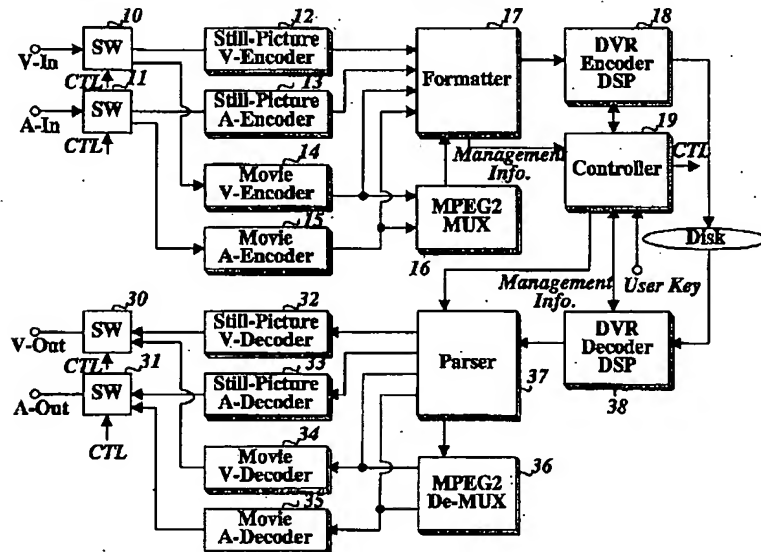 10
12
17
18
V-In
SW
Still-Picture
V-Encoder
Formatter
DVR
Encoder
DSP
CTL
11
13
A-In
SW
Still-Picture
A-Encoder
19
CTL
14
Management
Info.
Controller
CTL
Movie
V-Encoder
MPEG2
MUX
15
Movie
A-Encoder
16
Disk
Management
Info.
User Key
30
32
V-Out
SW
Still-Picture
V-Decoder
Parser
DVR
Decoder
DSP
CTL
31
33
A-Out
SW
Still-Picture
A-Decoder
37
38
CTL
34
Movie
V-Decoder
MPEG2
De-MUX
36
35
Movie
A-Decoder